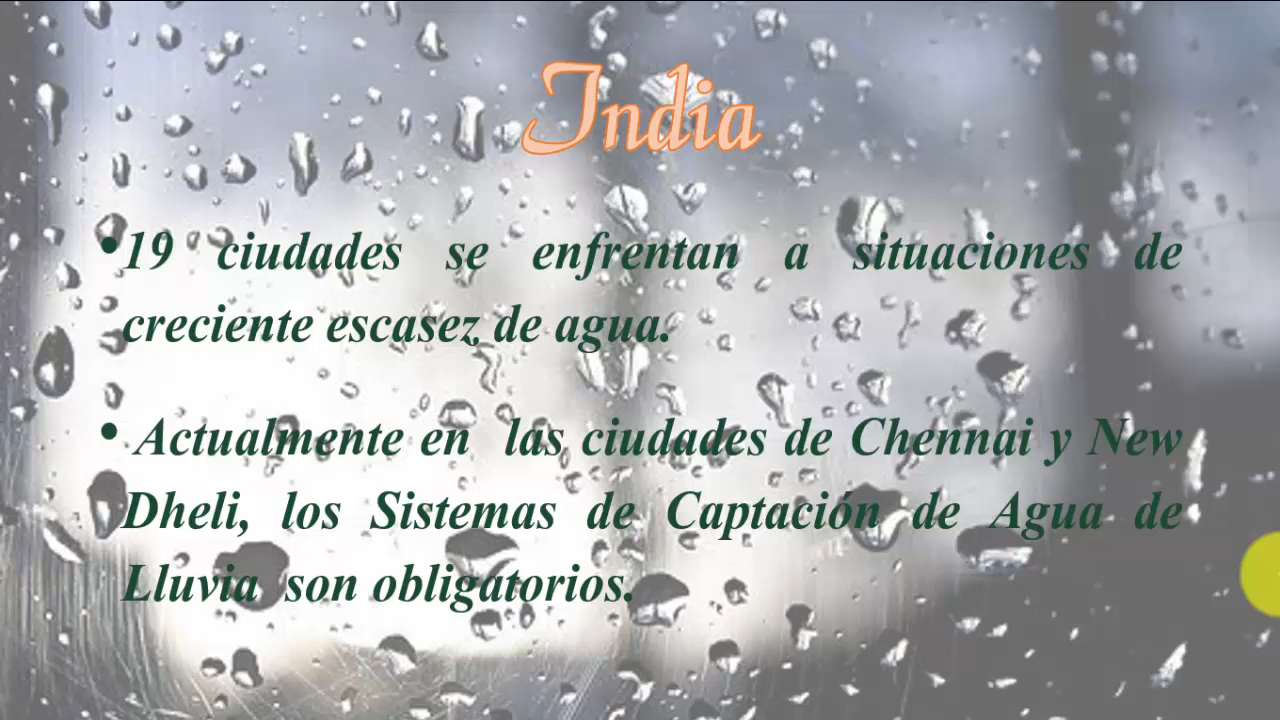 India
•19 ciudades se enfrentan a situaciones de
creciente escasez de agua.
• Actualmente en las ciudades de Chennai y New
Dheli, los Sistemas de Captación de Agua de
Lluvia son obligatorios.